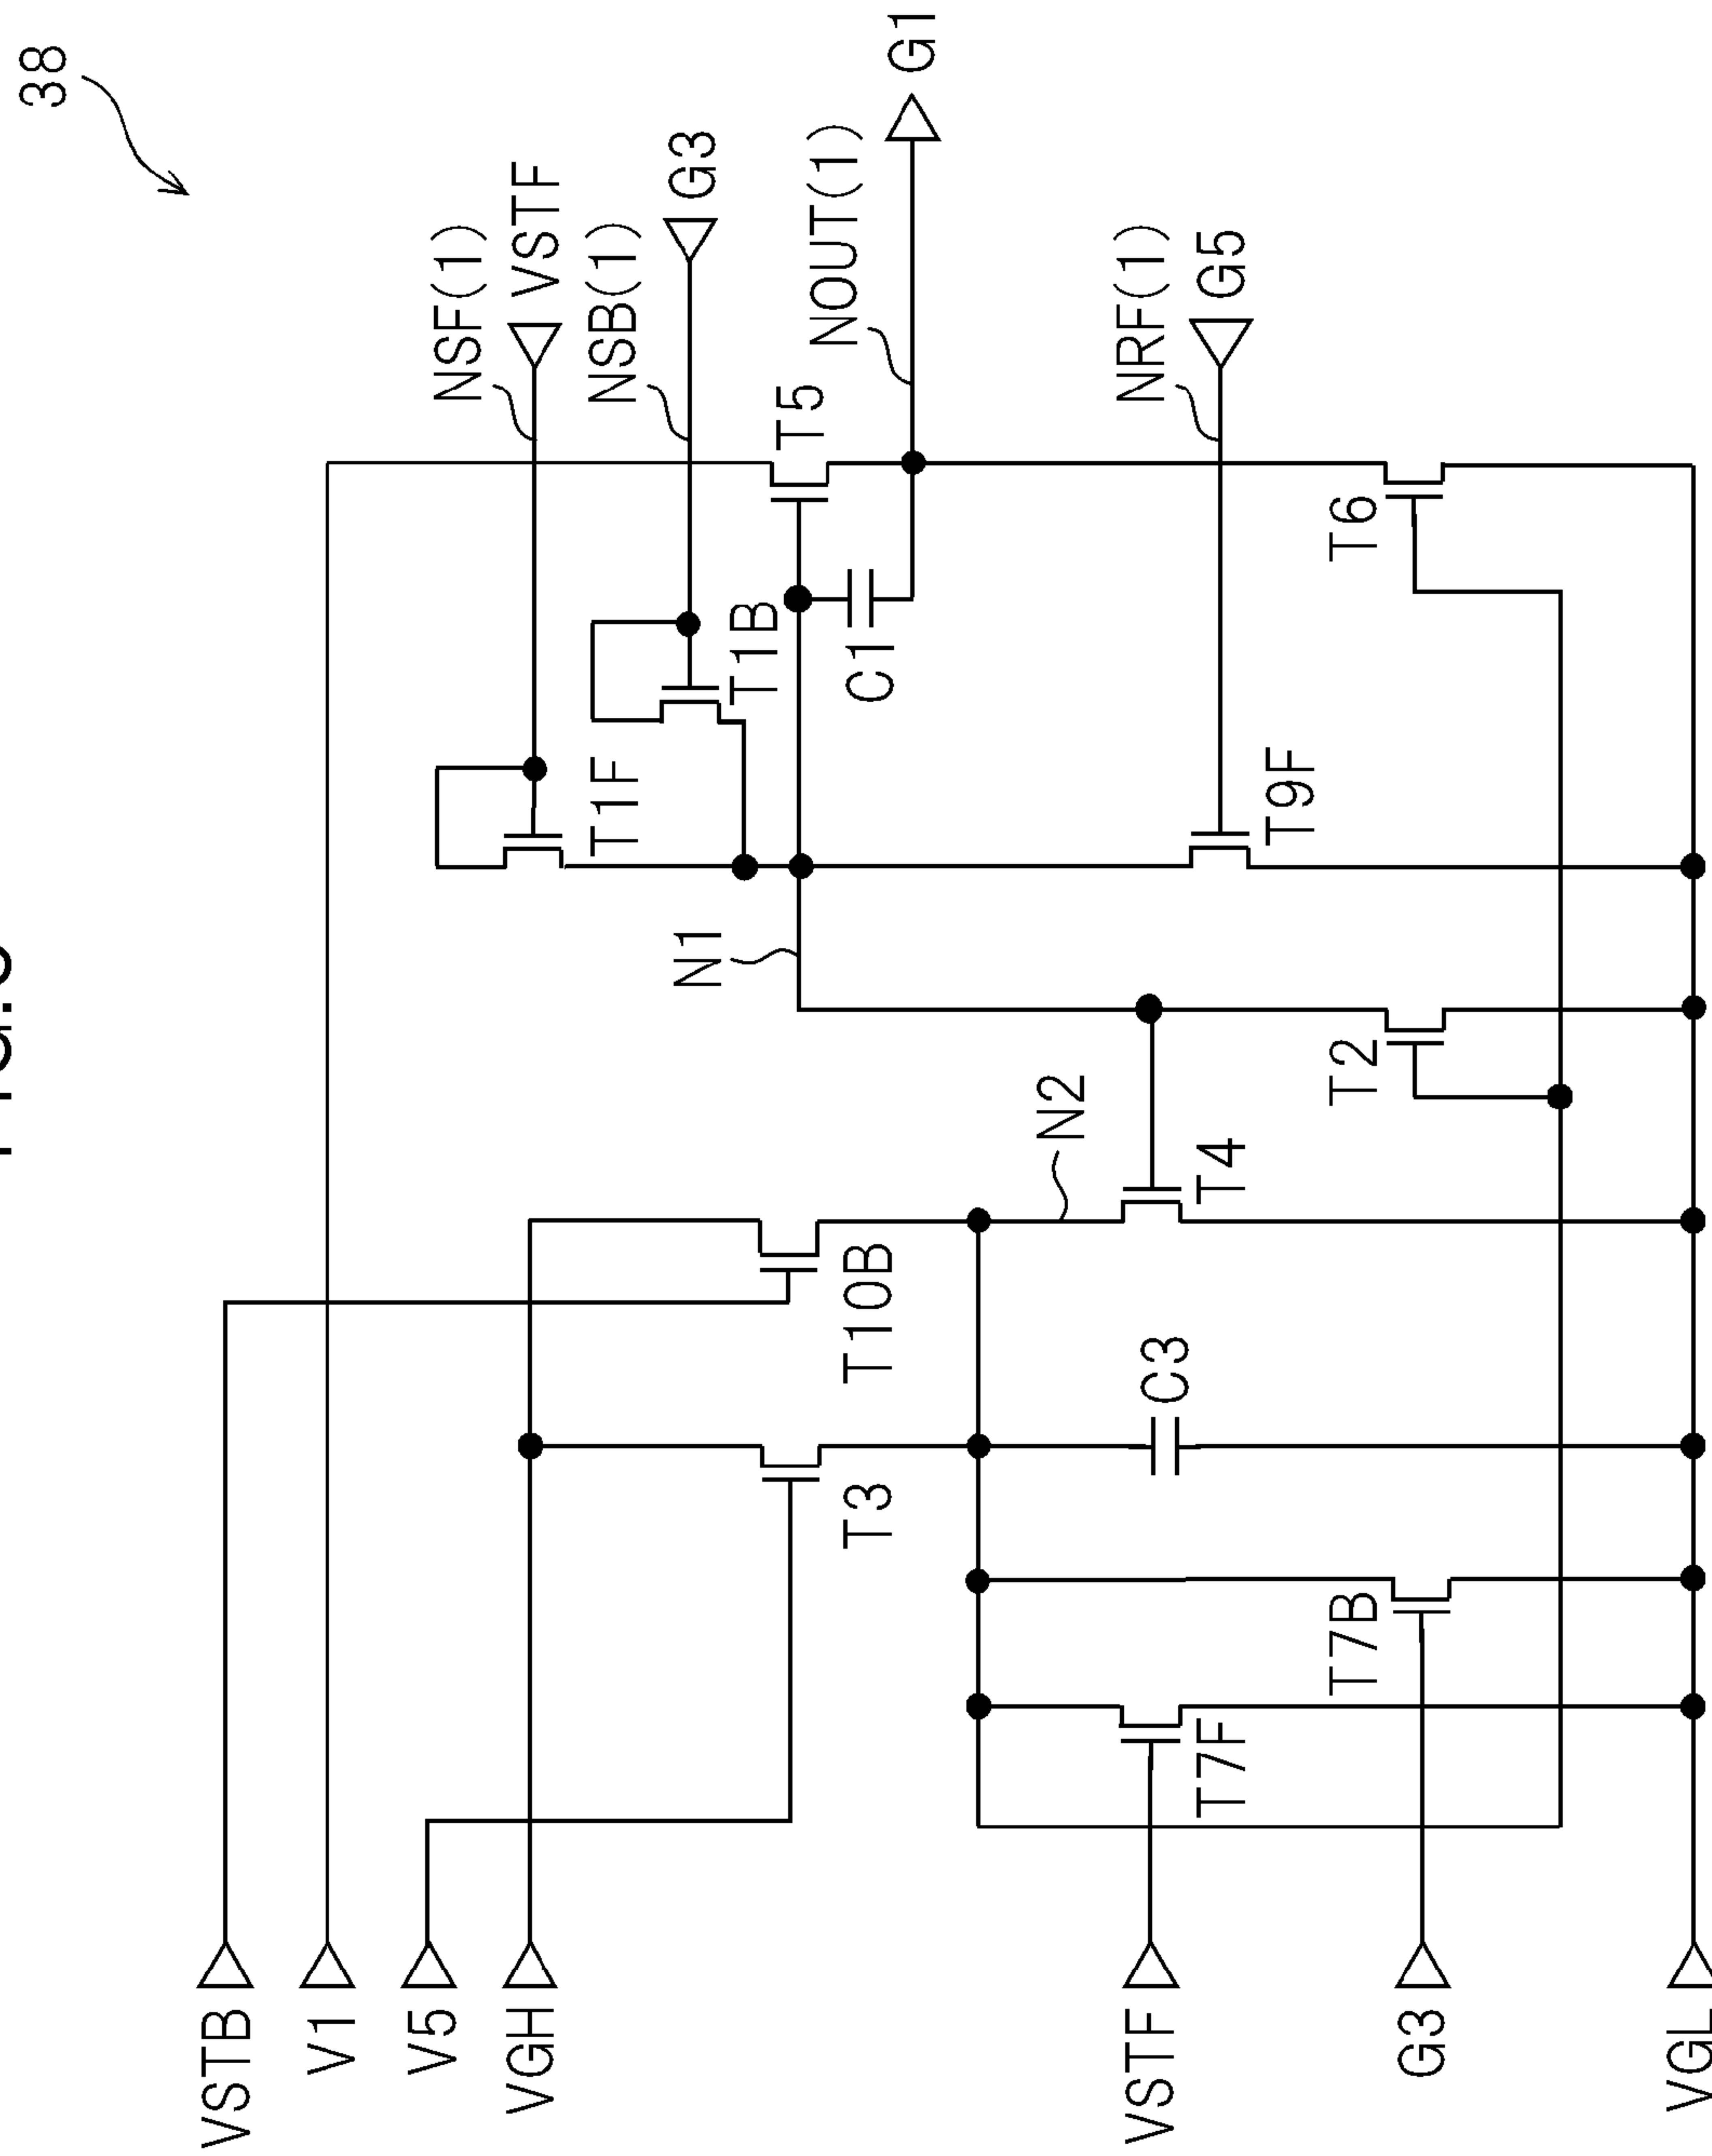 38
NSF(1)
VSTF
NSB(1)
G3
NOUT(1)
G1
NRF(1)
G5
T5
T1B
C1
T1F
T6
T9F
N1
N2
T2
T4
T10B
C3
T3
T7B
T7F
VSTB
V1
V5
VGH
VSTF
G3
VGL